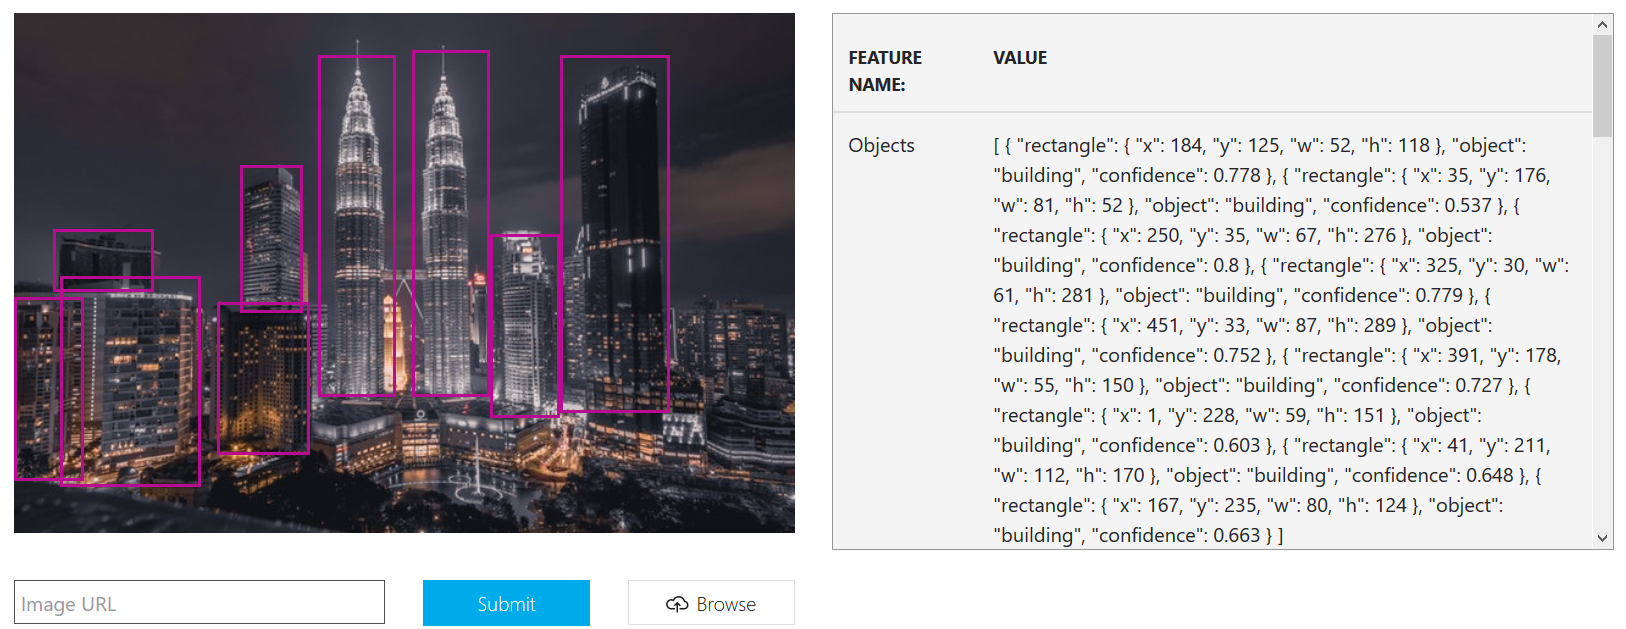 FEATURE NAME:
VALUE
Objects
[ { "rectangle": { "x": 184, "y": 125, "w": 52, "h": 118 }, "object":
"building", "confidence": 0.778 }, { "rectangle": { "x": 35, "y": 176,
"w": 81, "h": 52 }, "object": "building", "confidence": 0.537 }, {
"rectangle": { "x": 250, "y": 35, "w": 67, "h": 276 }, "object":
"building", "confidence": 0.8 }, { "rectangle": { "x": 325, "y": 30, "w":
61, "h": 281 }, "object": "building", "confidence": 0.779 }, {
"rectangle": { "x": 451, "y": 33, "w": 87, "h": 289 }, "object":
"building", "confidence": 0.752 }, { "rectangle": { "x": 391, "y": 178,
"w": 55, "h": 150 }, "object": "building", "confidence": 0.727 }, {
"rectangle": { "x": 1, "y": 228, "w": 59, "h": 151 }, "object":
"building", "confidence": 0.603 }, { "rectangle": { "x": 41, "y": 211,
"w": 112, "h": 170 }, "object": "building", "confidence": 0.648 }, {
"rectangle": { "x": 167, "y": 235, "w": 80, "h": 124 }, "object":
"building", "confidence": 0.663 } ]
Image URL
Submit
Browse